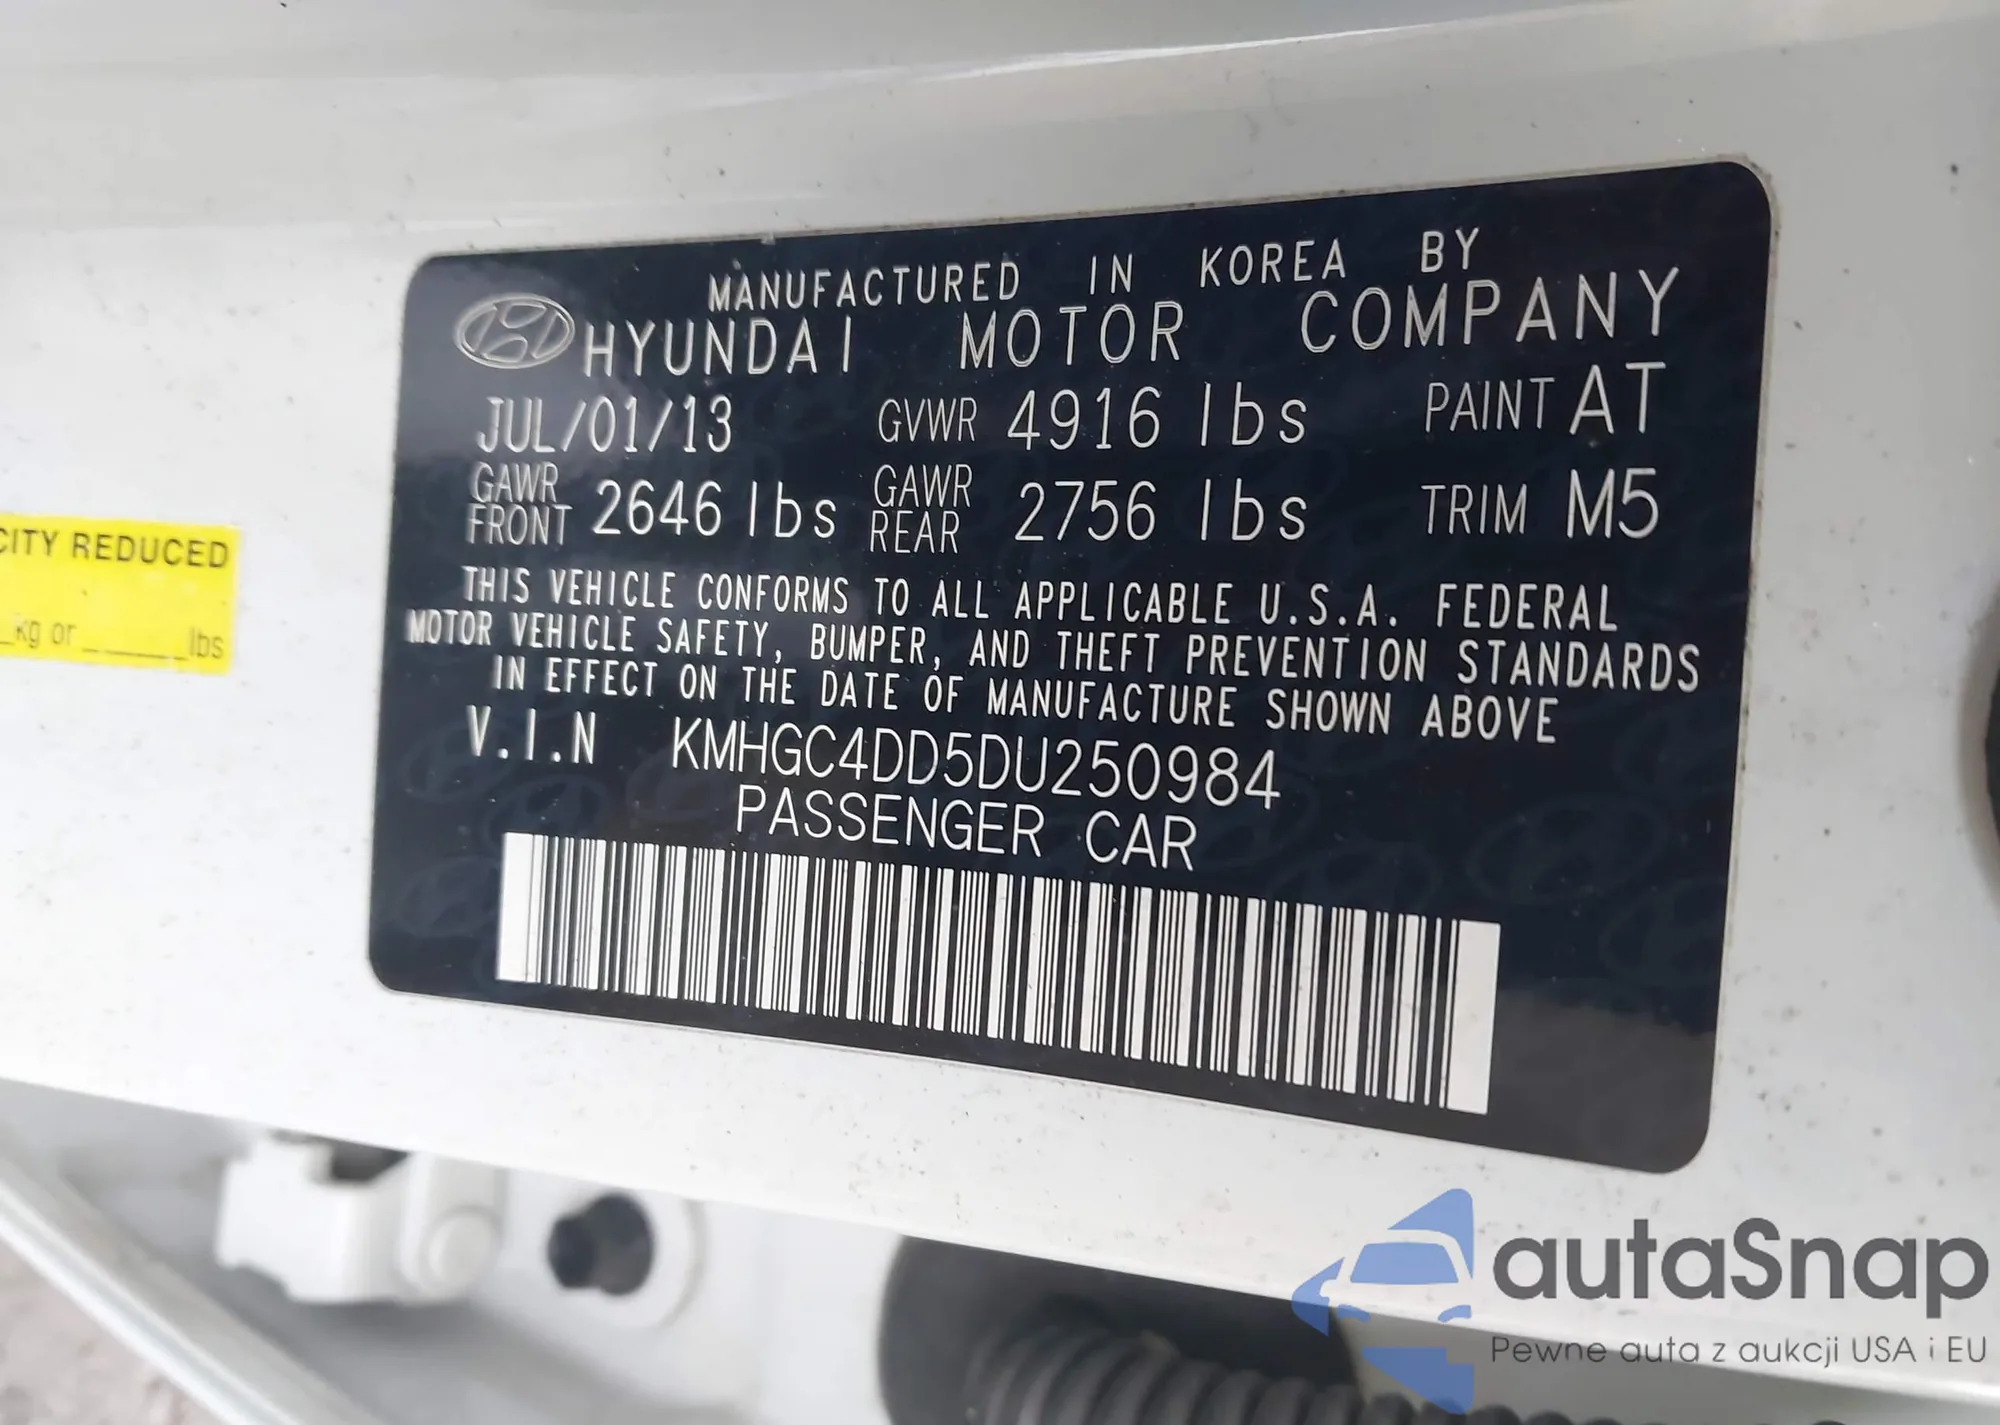 MANUFACTURED IN KOREA BY
HYUNDAI MOTOR COMPANY
JUL/01/13 GVWR 4916 lbs PAINT AT
GAWR FRONT 2646 lbs GAWR REAR 2756 lbs TRIM M5
THIS VEHICLE CONFORMS TO ALL APPLICABLE U.S.A. FEDERAL
MOTOR VEHICLE SAFETY, BUMPER, AND THEFT PREVENTION STANDARDS
IN EFFECT ON THE DATE OF MANUFACTURE SHOWN ABOVE
V.I.N KMHGC4DD5DU250984
PASSENGER CAR
CITY REDUCED
_kg or ______lbs
autaSnap
Pewne auta z aukcji USA i EU